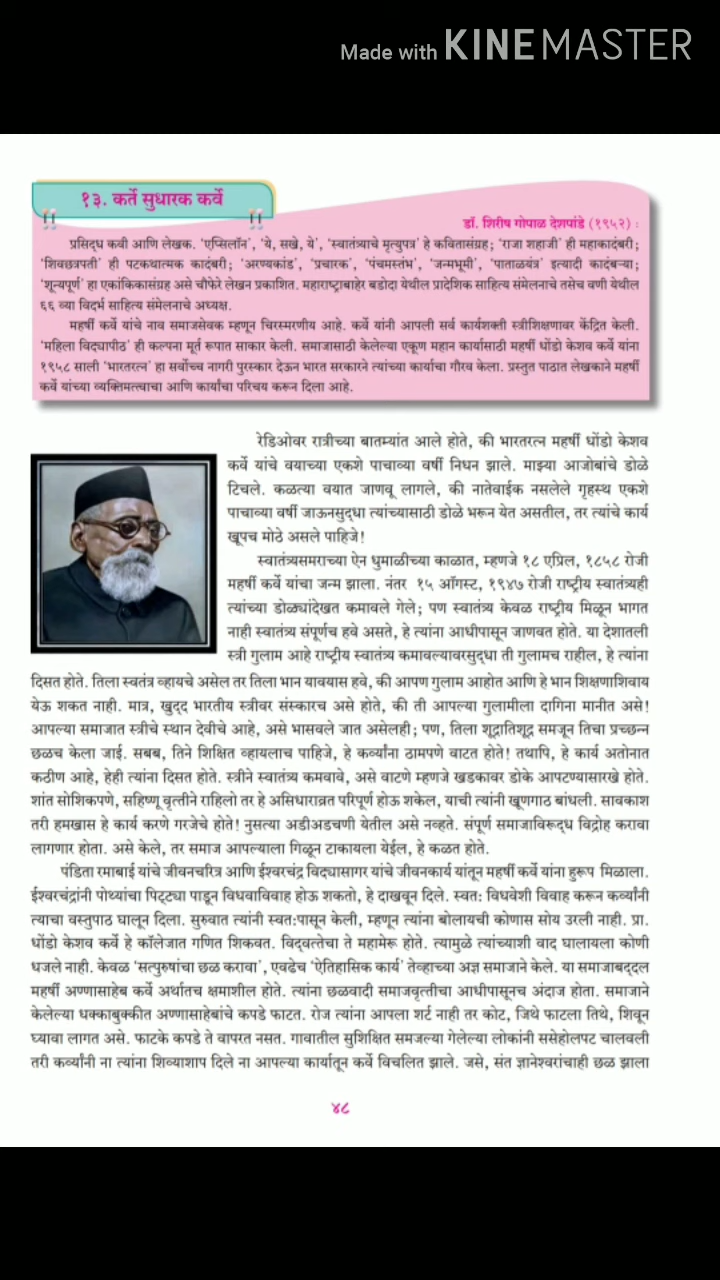 Made with KINEMASTER
१३. कर्ते सुधारक कर्वे
डॉ. शिरीष गोपाळ देशपांडे (१९५२) :
प्रसिद्ध कवी आणि लेखक. ‘एप्सिलॉन’, ‘ये, सखे, ये’, ‘स्वातंत्र्याचे मृत्युपत्र’ हे कवितासंग्रह; ‘राजा शहाजी’ ही महाकादंबरी;
‘शिवछत्रपती’ ही पटकथात्मक कादंबरी; ‘अरण्यकांड’, ‘प्रचारक’, ‘पंचमस्तंभ’, ‘जन्मभूमी’, ‘पाताळयंत्र’ इत्यादी कादंबऱ्या;
‘शून्यपूर्ण’ हा एकांकिकासंग्रह असे चौफेर लेखन प्रकाशित. महाराष्ट्राबाहेर बडोदा येथील प्रादेशिक साहित्य संमेलनाचे तसेच वणी येथील
६६ व्या विदर्भ साहित्य संमेलनाचे अध्यक्ष.
महर्षी कर्वे यांचे नाव समाजसेवक म्हणून चिरस्मरणीय आहे. कर्वे यांनी आपली सर्व कार्यशक्ती स्त्रीशिक्षणावर केंद्रित केली.
‘महिला विद्यापीठ’ ही कल्पना मूर्त रूपात साकार केली. समाजासाठी केलेल्या एकूण महान कार्यासाठी महर्षी धोंडो केशव कर्वे यांना
१९५८ साली ‘भारतरत्न’ हा सर्वोच्च नागरी पुरस्कार देऊन भारत सरकारने त्यांच्या कार्याचा गौरव केला. प्रस्तुत पाठात लेखकाने महर्षी
कर्वे यांच्या व्यक्तिमत्त्वाचा आणि कार्याचा परिचय करून दिला आहे.
रेडिओवर रात्रीच्या बातम्यांत आले होते, की भारतरत्न महर्षी धोंडो केशव
कर्वे यांचे वयाच्या एकशे पाचाव्या वर्षी निधन झाले. माझ्या आजोबांचे डोळे
टिचले. कळत्या वयात जाणवू लागले, की नातेवाईक नसलेले गृहस्थ एकशे
पाचाव्या वर्षी जाऊनसुद्धा त्यांच्यासाठी डोळे भरून येत असतील, तर त्यांचे कार्य
खूपच मोठे असले पाहिजे!
स्वातंत्र्यसमराच्या ऐन धुमाळीच्या काळात, म्हणजे १८ एप्रिल, १८५८ रोजी
महर्षी कर्वे यांचा जन्म झाला. नंतर १५ ऑगस्ट, १९४७ रोजी राष्ट्रीय स्वातंत्र्यही
त्यांच्या डोळ्यांदेखत कमावले गेले; पण स्वातंत्र्य केवळ राष्ट्रीय मिळून भागत
नाही स्वातंत्र्य संपूर्णच हवे असते, हे त्यांना आधीपासून जाणवत होते. या देशातली
स्त्री गुलाम आहे राष्ट्रीय स्वातंत्र्य कमावल्यावरसुद्धा ती गुलामच राहील, हे त्यांना
दिसत होते. तिला स्वतंत्र व्हायचे असेल तर तिला भान यावयास हवे, की आपण गुलाम आहोत आणि हे भान शिक्षणाशिवाय
येऊ शकत नाही. मात्र, खुद्द भारतीय स्त्रीवर संस्कारच असे होते, की ती आपल्या गुलामीला दागिना मानीत असे!
आपल्या समाजात स्त्रीचे स्थान देवीचे आहे, असे भासवले जात असेलही; पण, तिला शूद्रातिशूद्र समजून तिचा प्रच्छन्न
छळच केला जाई. सबब, तिने शिक्षित व्हायलाच पाहिजे, हे कर्व्यांना ठामपणे वाटत होते! तथापि, हे कार्य अतोनात
कठीण आहे, हेही त्यांना दिसत होते. स्त्रीने स्वातंत्र्य कमवावे, असे वाटणे म्हणजे खडकावर डोके आपटण्यासारखे होते.
शांत सोशिकपणे, सहिष्णू वृत्तीने राहिलो तर हे असिधाराव्रत परिपूर्ण होऊ शकेल, याची त्यांनी खूणगाठ बांधली. सावकाश
तरी हमखास हे कार्य करणे गरजेचे होते! नुसत्या अडीअडचणी येतील असे नव्हते. संपूर्ण समाजाविरूद्ध विद्रोह करावा
लागणार होता. असे केले, तर समाज आपल्याला गिळून टाकायला येईल, हे कळत होते.
पंडिता रमाबाई यांचे जीवनचरित्र आणि ईश्वरचंद्र विद्यासागर यांचे जीवनकार्य यांतून महर्षी कर्वे यांना हुरूप मिळाला.
ईश्वरचंद्रांनी पोथ्यांचा पिट्ट्या पाडून विधवाविवाह होऊ शकतो, हे दाखवून दिले. स्वत: विधवेशी विवाह करून कर्व्यांनी
त्याचा वस्तुपाठ घालून दिला. सुरुवात त्यांनी स्वत:पासून केली, म्हणून त्यांना बोलायची कोणास सोय उरली नाही. प्रा.
धोंडो केशव कर्वे हे कॉलेजात गणित शिकवत. विद्वत्तेचा ते महामेरू होते. त्यामुळे त्यांच्याशी वाद घालायला कोणी
धजले नाही. केवळ ‘सत्पुरुषांचा छळ करावा’, एवढेच ‘ऐतिहासिक कार्य’ तेव्हाच्या अज्ञ समाजाने केले. या समाजाबद्दल
महर्षी अण्णासाहेब कर्वे अर्थातच क्षमाशील होते. त्यांना छळवादी समाजवृत्तीचा आधीपासूनच अंदाज होता. समाजाने
केलेल्या धक्काबुक्कीत अण्णासाहेबांचे कपडे फाटत. रोज त्यांना आपला शर्ट नाही तर कोट, जिथे फाटला तिथे, शिवून
घ्यावा लागत असे. फाटके कपडे ते वापरत नसत. गावातील सुशिक्षित समजल्या गेलेल्या लोकांनी ससेहोलपट चालवली
तरी कर्व्यांनी ना त्यांना शिव्याशाप दिले ना आपल्या कार्यातून कर्वे विचलित झाले. जसे, संत ज्ञानेश्वरांचाही छळ झाला
४८